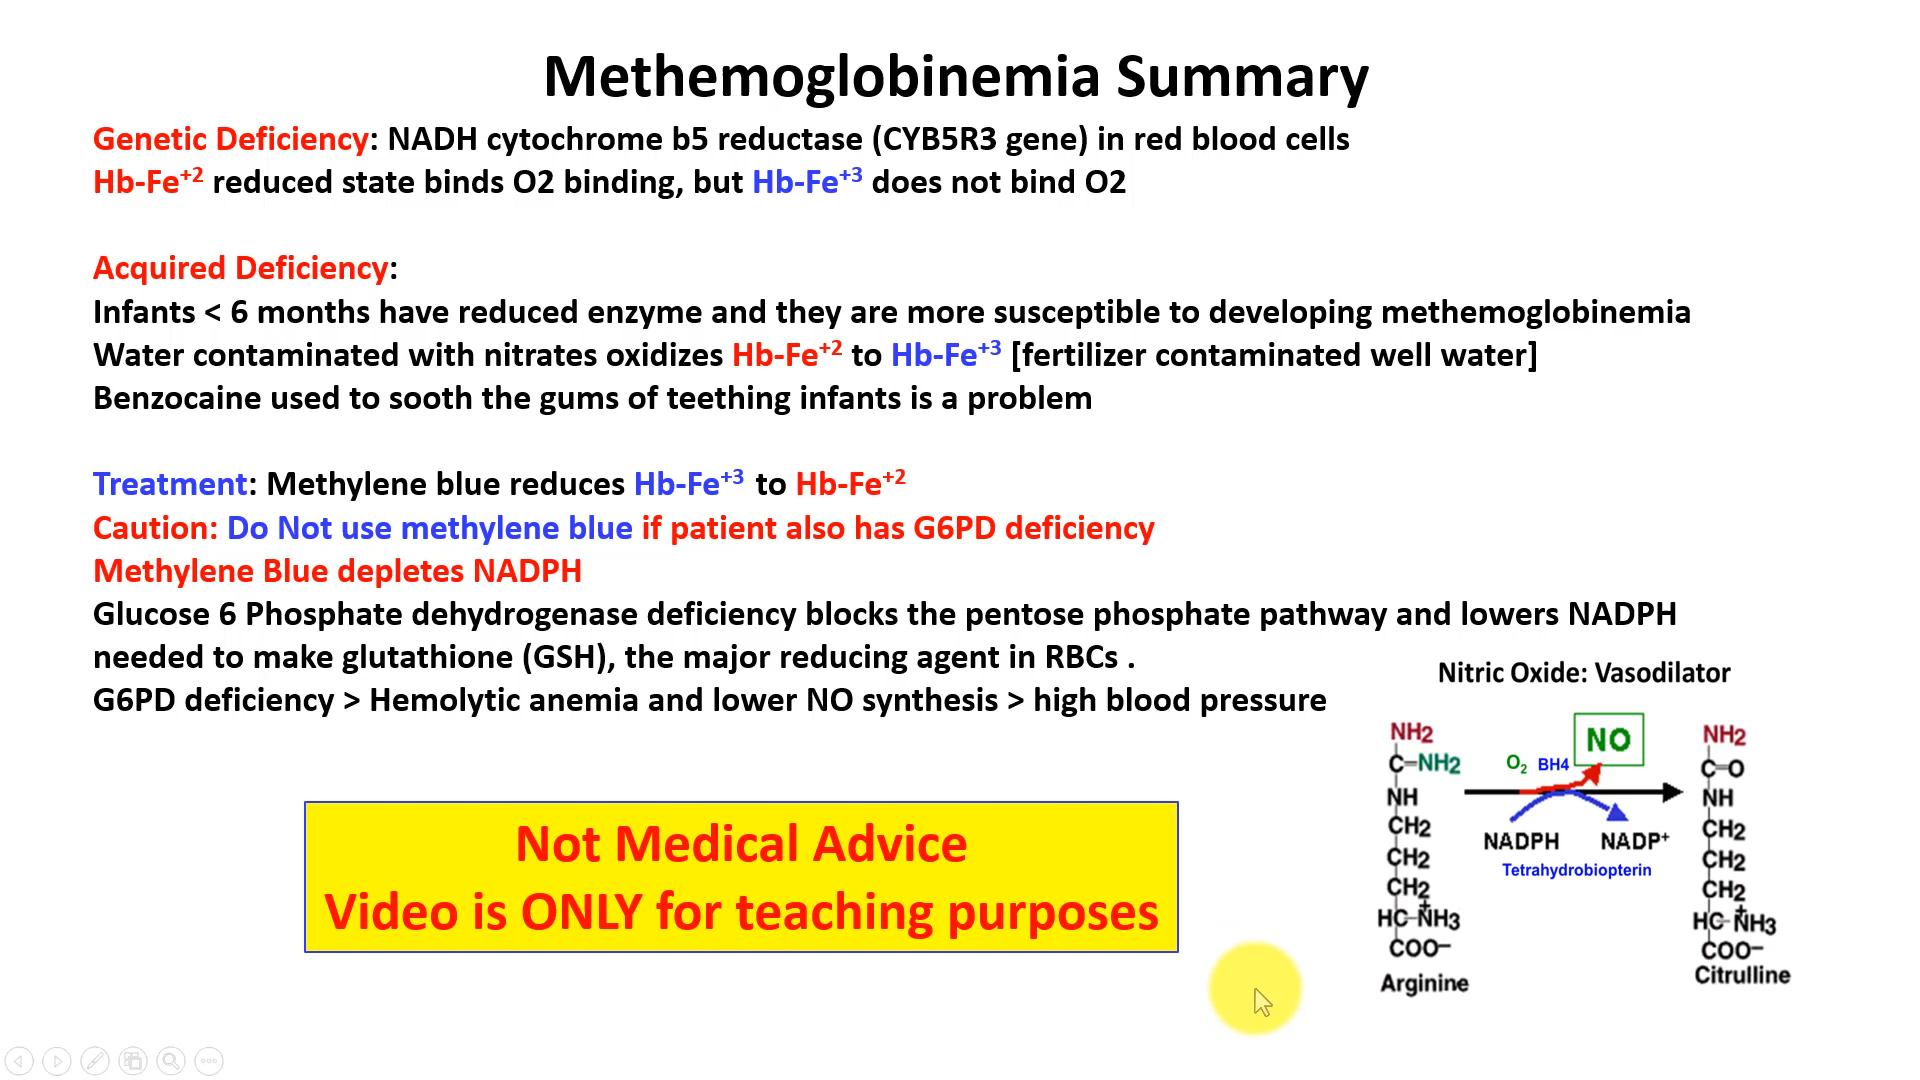 Methemoglobinemia Summary
Genetic Deficiency: NADH cytochrome b5 reductase (CYB5R3 gene) in red blood cells
Hb-Fe+2 reduced state binds O2 binding, but Hb-Fe+3 does not bind O2
Acquired Deficiency:
Infants < 6 months have reduced enzyme and they are more susceptible to developing methemoglobinemia
Water contaminated with nitrates oxidizes Hb-Fe+2 to Hb-Fe+3 [fertilizer contaminated well water]
Benzocaine used to sooth the gums of teething infants is a problem
Treatment: Methylene blue reduces Hb-Fe+3 to Hb-Fe+2
Caution: Do Not use methylene blue if patient also has G6PD deficiency
Methylene Blue depletes NADPH
Glucose 6 Phosphate dehydrogenase deficiency blocks the pentose phosphate pathway and lowers NADPH
needed to make glutathione (GSH), the major reducing agent in RBCs .
G6PD deficiency > Hemolytic anemia and lower NO synthesis > high blood pressure
Not Medical Advice
Video is ONLY for teaching purposes
Nitric Oxide: Vasodilator
NH2
C-NH2
NH
CH2
CH2
CH2
HC-NH3+
COO-
Arginine
O2 BH4
NO
NADPH NADP+
Tetrahydrobiopterin
NH2
C=O
NH
CH2
CH2
CH2
HC-NH3+
COO-
Citrulline